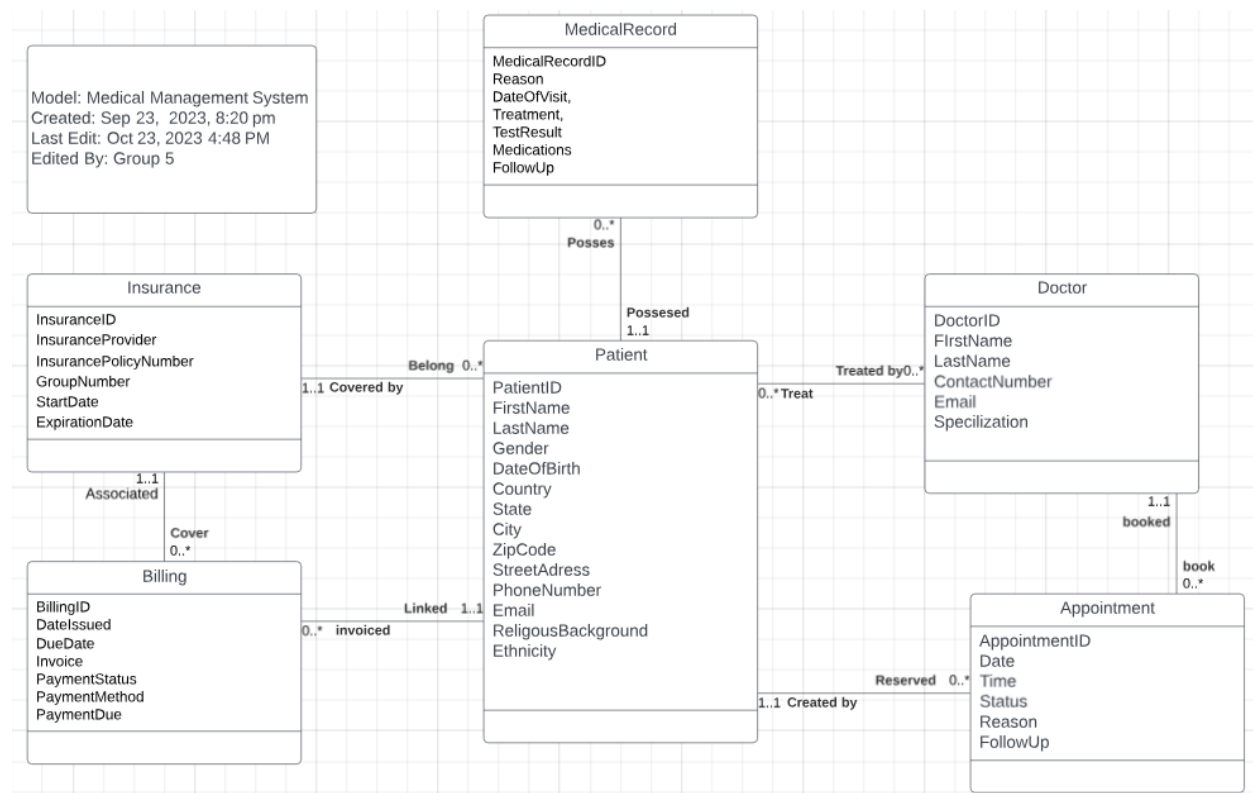 MedicalRecord
MedicalRecordID
Reason
DateOfVisit,
Treatment,
TestResult
Medications
FollowUp
Model: Medical Management System
Created: Sep 23, 2023, 8:20 pm
Last Edit: Oct 23, 2023 4:48 PM
Edited By: Group 5
0..*
Posses
Possesed
1..1
Insurance
InsuranceID
InsuranceProvider
InsurancePolicyNumber
GroupNumber
StartDate
ExpirationDate
Belong 0..*
1..1 Covered by
Patient
PatientID
FirstName
LastName
Gender
DateOfBirth
Country
State
City
ZipCode
StreetAdress
PhoneNumber
Email
ReligousBackground
Ethnicity
Treated by0..*
0..* Treat
Doctor
DoctorID
FIrstName
LastName
ContactNumber
Email
Specilization
1..1
Associated
Cover
0..*
Billing
BillingID
DateIssued
DueDate
Invoice
PaymentStatus
PaymentMethod
PaymentDue
Linked 1..1
0..* invoiced
1..1
booked
book
0..*
Appointment
AppointmentID
Date
Time
Status
Reason
FollowUp
Reserved 0..*
1..1 Created by